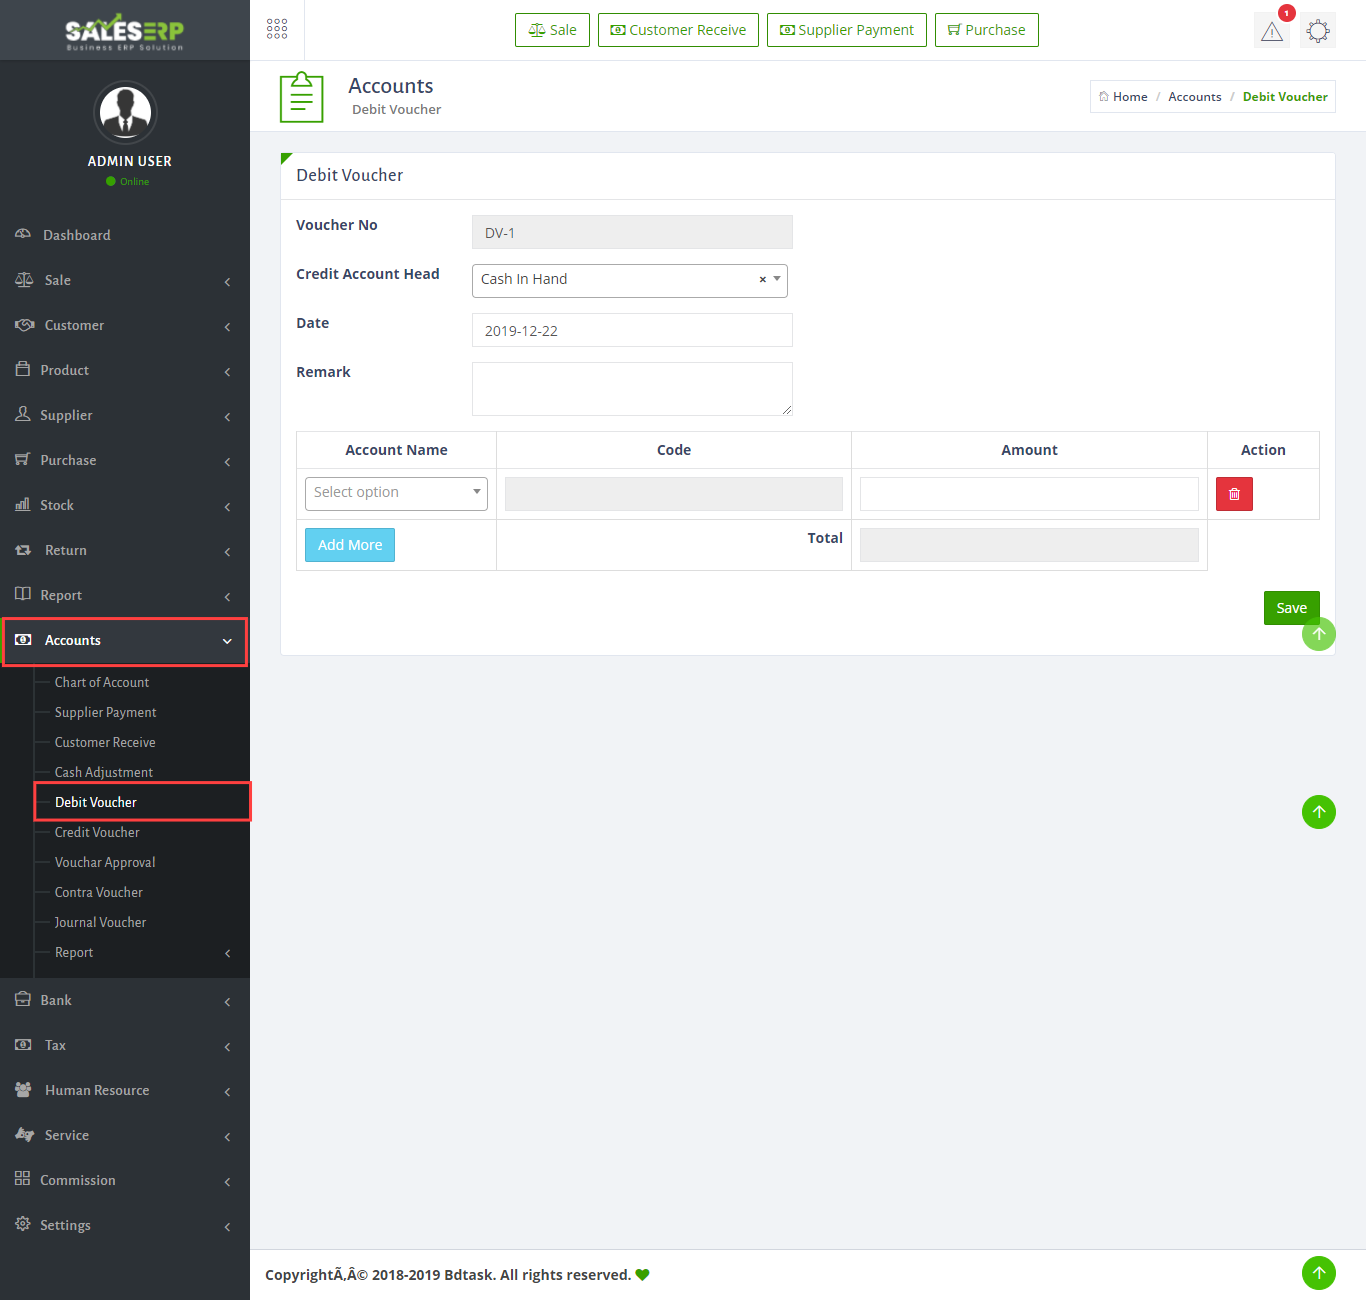 SALESERP
Business ERP Solution
ADMIN USER
Online
Dashboard
Sale
Customer
Product
Supplier
Purchase
Stock
Return
Report
Accounts
Chart of Account
Supplier Payment
Customer Receive
Cash Adjustment
Debit Voucher
Credit Voucher
Vouchar Approval
Contra Voucher
Journal Voucher
Report
Bank
Tax
Human Resource
Service
Commission
Settings
Sale Customer Receive Supplier Payment Purchase
1
Accounts
Debit Voucher
Home / Accounts / Debit Voucher
Debit Voucher
Voucher No DV-1
Credit Account Head Cash In Hand × 
Date 2019-12-22
Remark
Account Name Code Amount Action
Select option
Add More Total
Save
CopyrightÃ,Â© 2018-2019 Bdtask. All rights reserved.